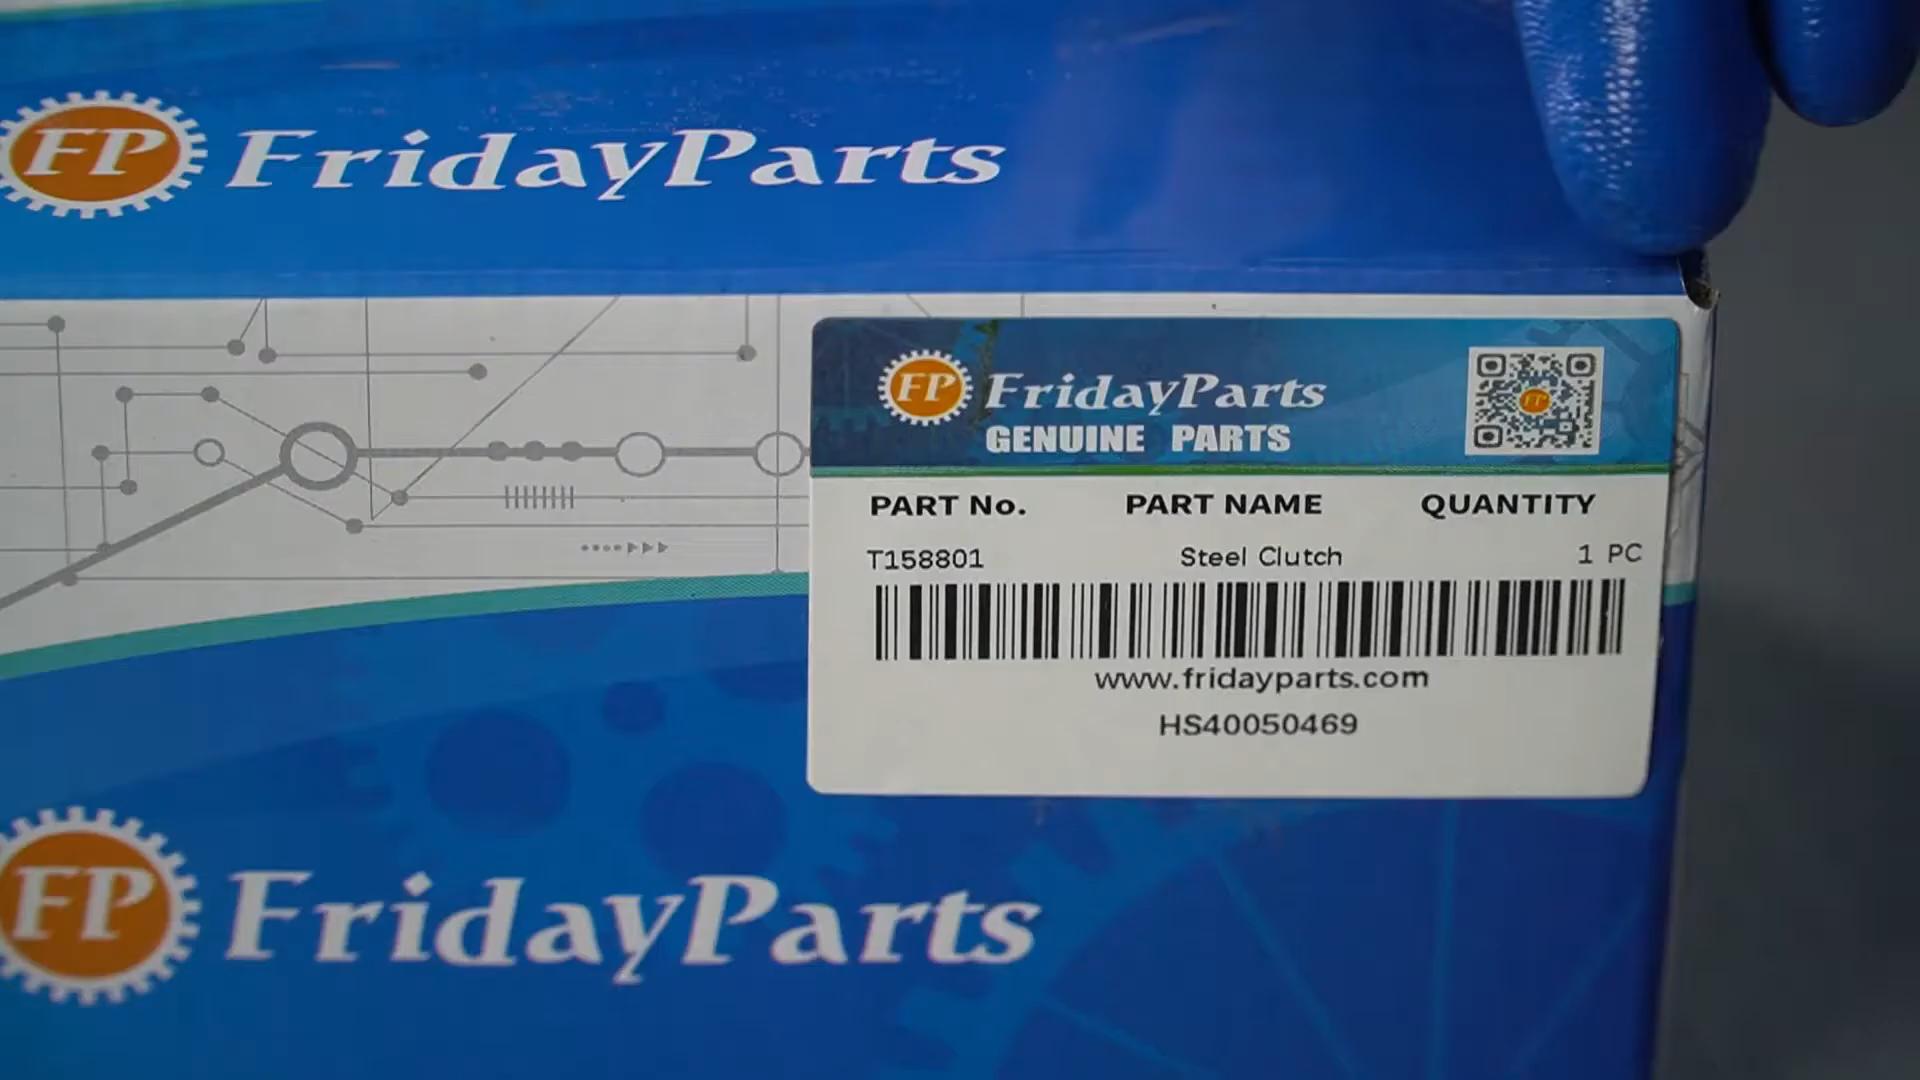 FP FridayParts
FP FridayParts
GENUINE PARTS
FP
PART No. PART NAME QUANTITY
T158801 Steel Clutch 1 PC
www.fridayparts.com
HS40050469
FP FridayParts